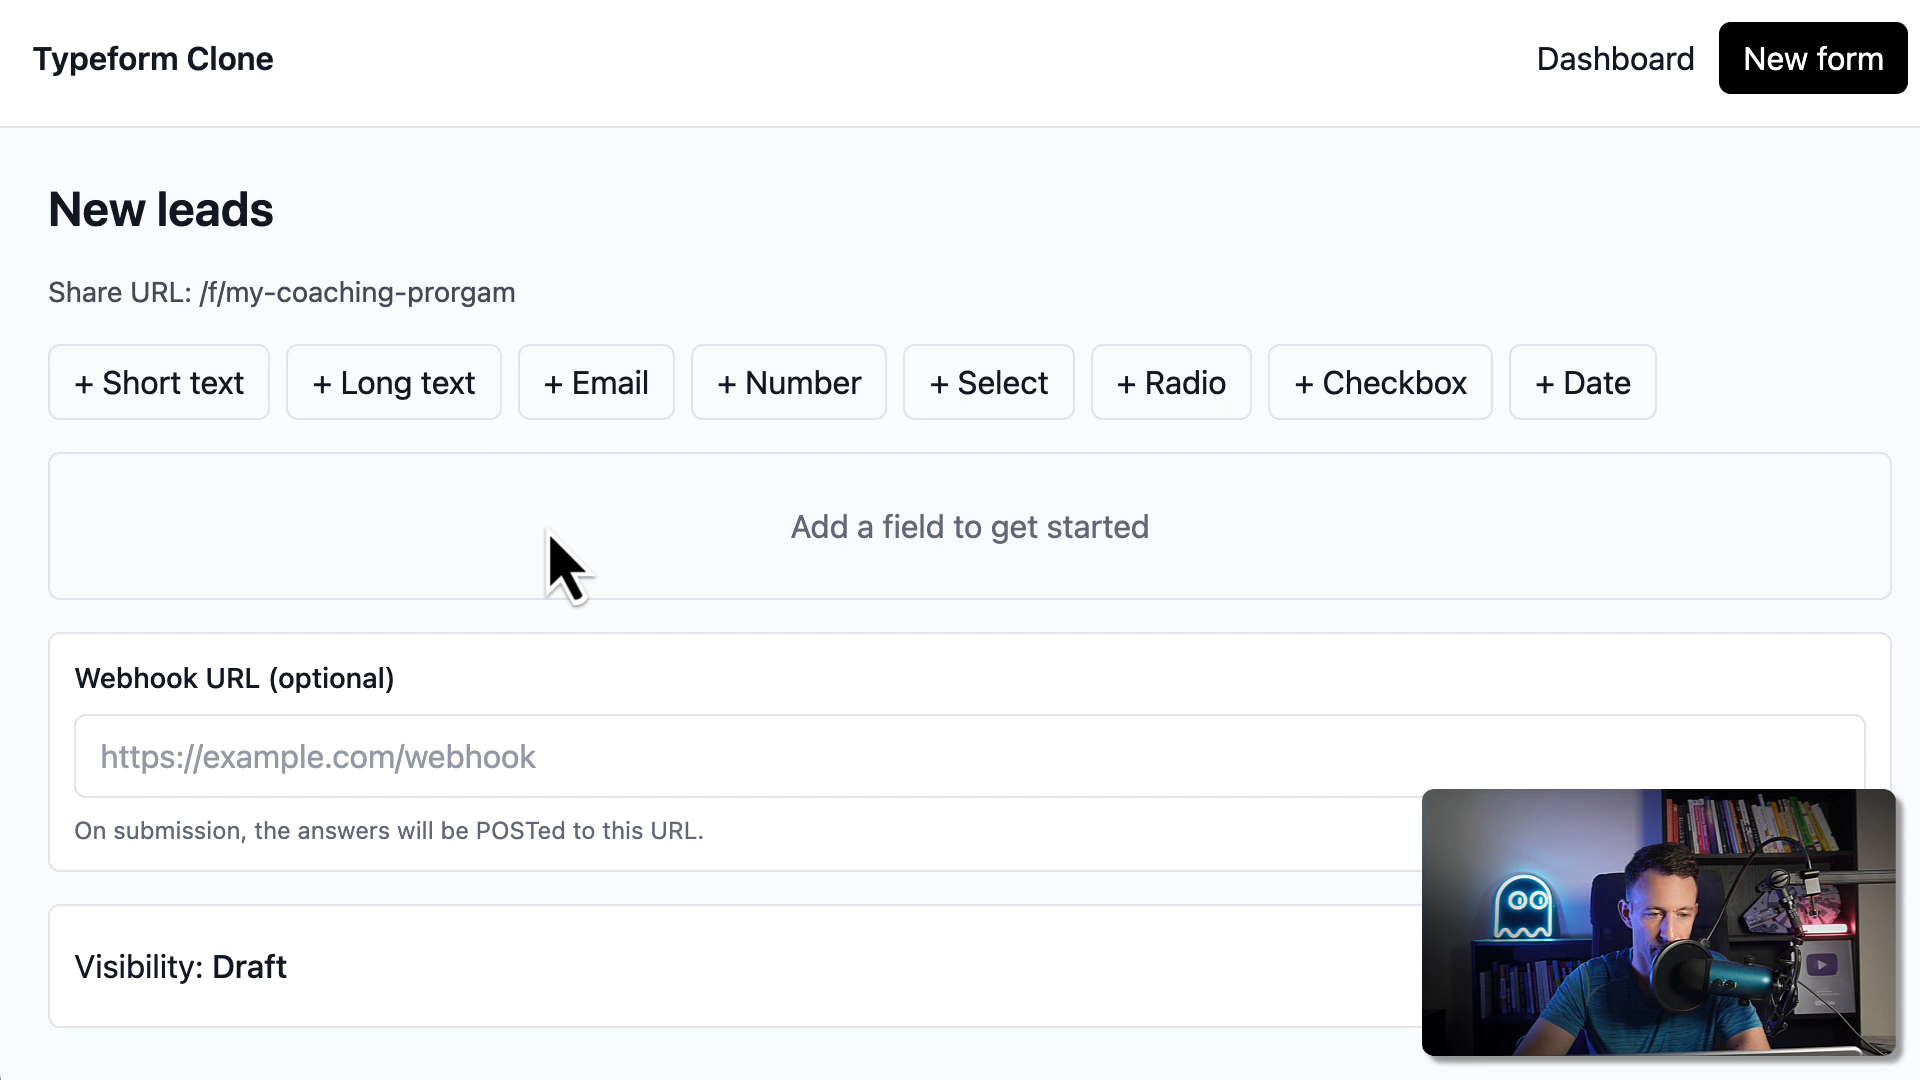 Typeform Clone
Dashboard
New form
New leads
Share URL: /f/my-coaching-prorgam
+ Short text
+ Long text
+ Email
+ Number
+ Select
+ Radio
+ Checkbox
+ Date
Add a field to get started
Webhook URL (optional)
https://example.com/webhook
On submission, the answers will be POSTed to this URL.
Visibility: Draft